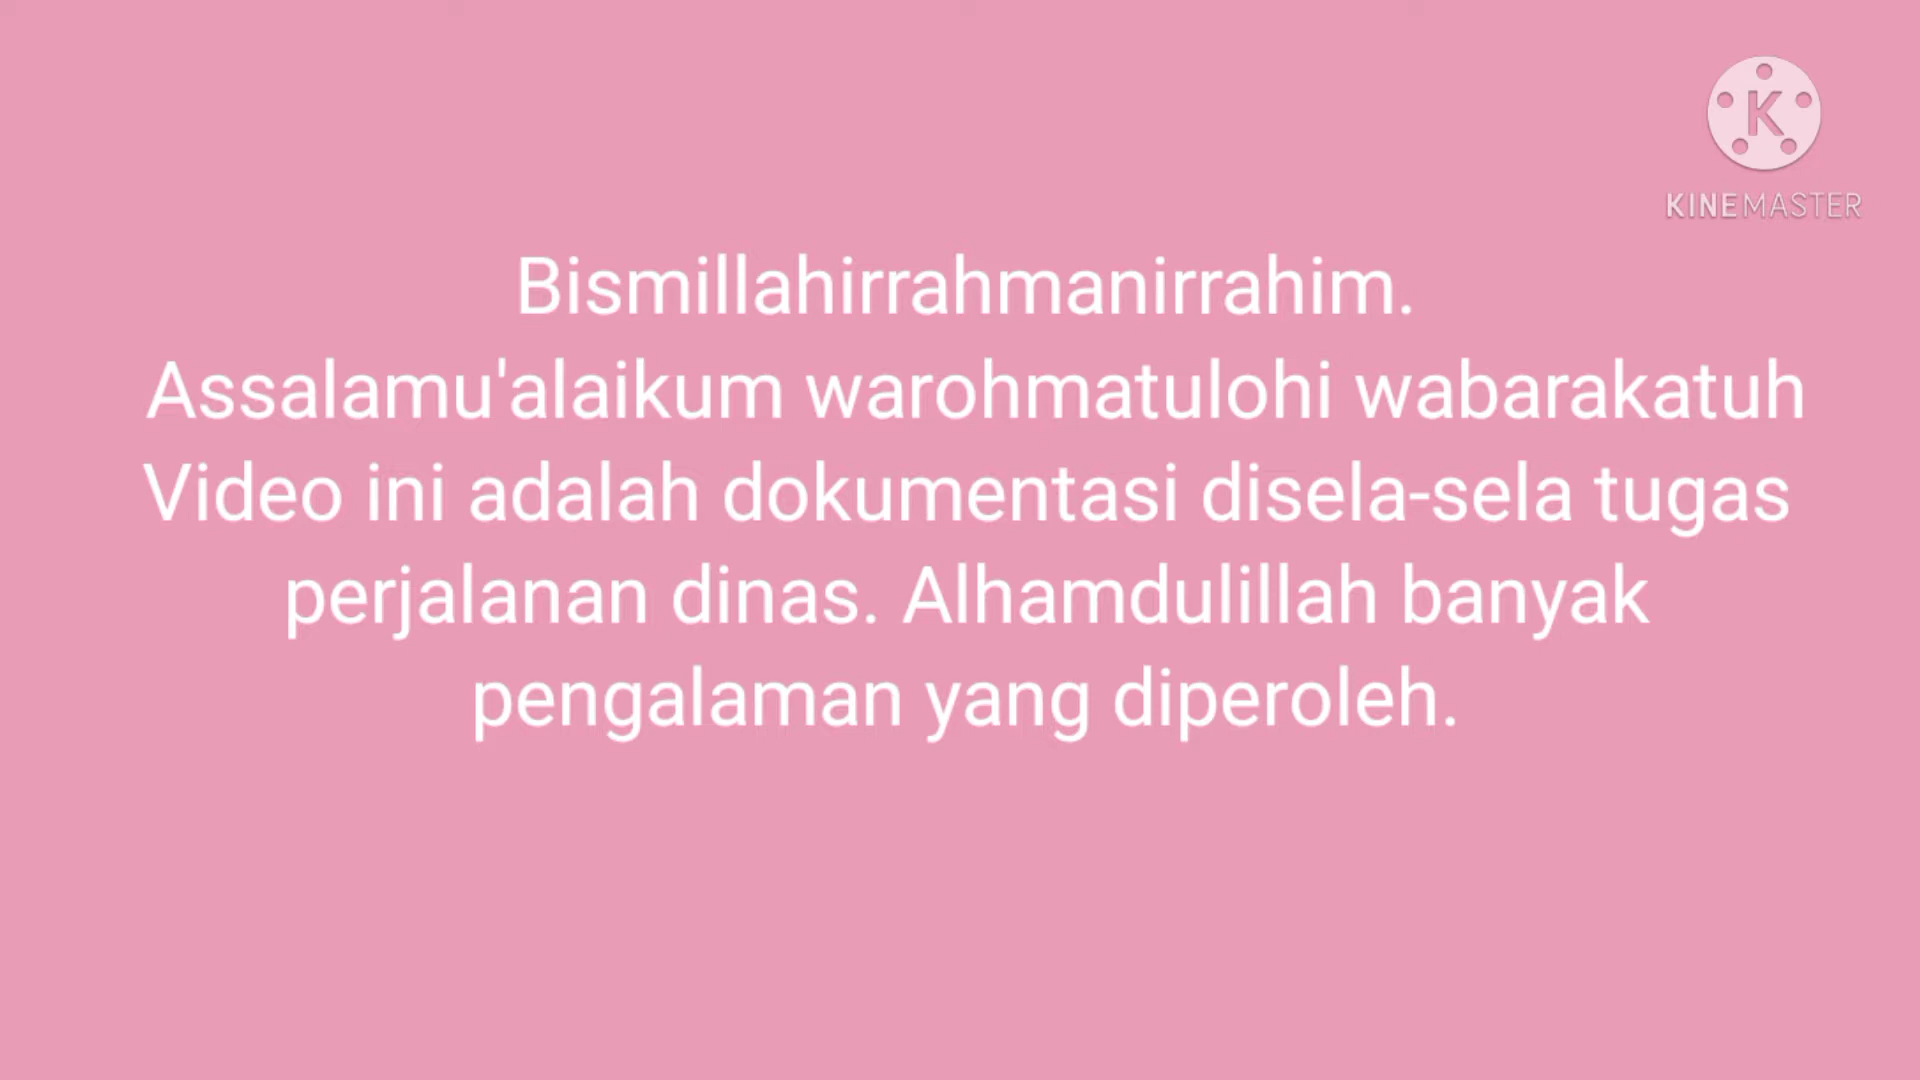 K
KINEMASTER
Bismillahirrahmanirrahim.
Assalamu'alaikum warohmatulohi wabarakatuh
Video ini adalah dokumentasi disela-sela tugas
perjalanan dinas. Alhamdulillah banyak
pengalaman yang diperoleh.